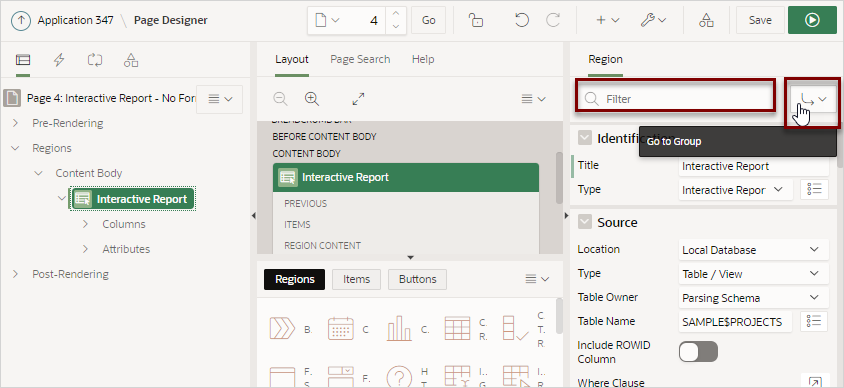 Application 347 / Page Designer
4
Go
Save
Layout
Page Search
Help
Region
Page 4: Interactive Report - No For
Filter
Pre-Rendering
Regions
Content Body
Interactive Report
Columns
Attributes
Post-Rendering
BEFORE CONTENT BODY
CONTENT BODY
Interactive Report
PREVIOUS
ITEMS
REGION CONTENT
Regions
Items
Buttons
B.
C
C.
C.
R.
C
T.
R.
F.
S.
F.
H
T
I..
G
I..
R.
Identification
Go to Group
Title
Interactive Report
Type
Interactive Repor
Source
Location
Local Database
Type
Table / View
Table Owner
Parsing Schema
Table Name
SAMPLE$PROJECTS
Include ROWID
Column
Where Clause